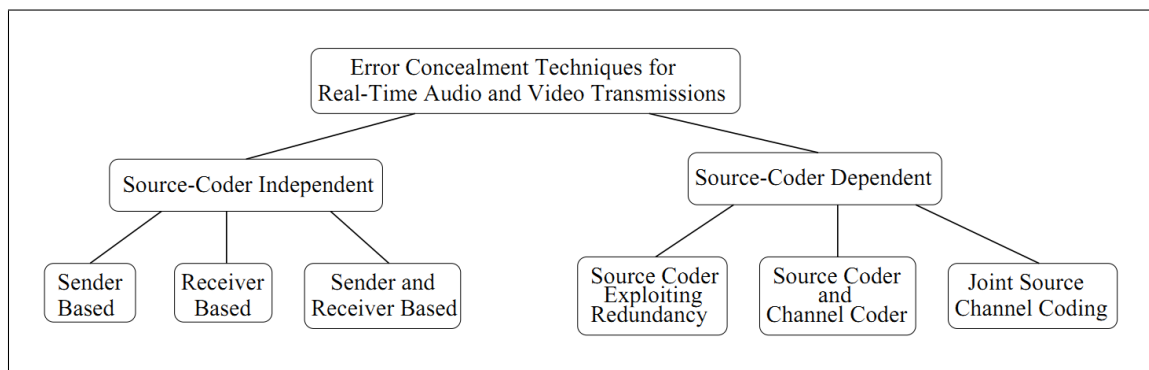 Error Concealment Techniques for
Real-Time Audio and Video Transmissions
Source-Coder Independent
Source-Coder Dependent
Sender
Based
Receiver
Based
Sender and
Receiver Based
Source Coder
Exploiting
Redundancy
Source Coder
and
Channel Coder
Joint Source
Channel Coding